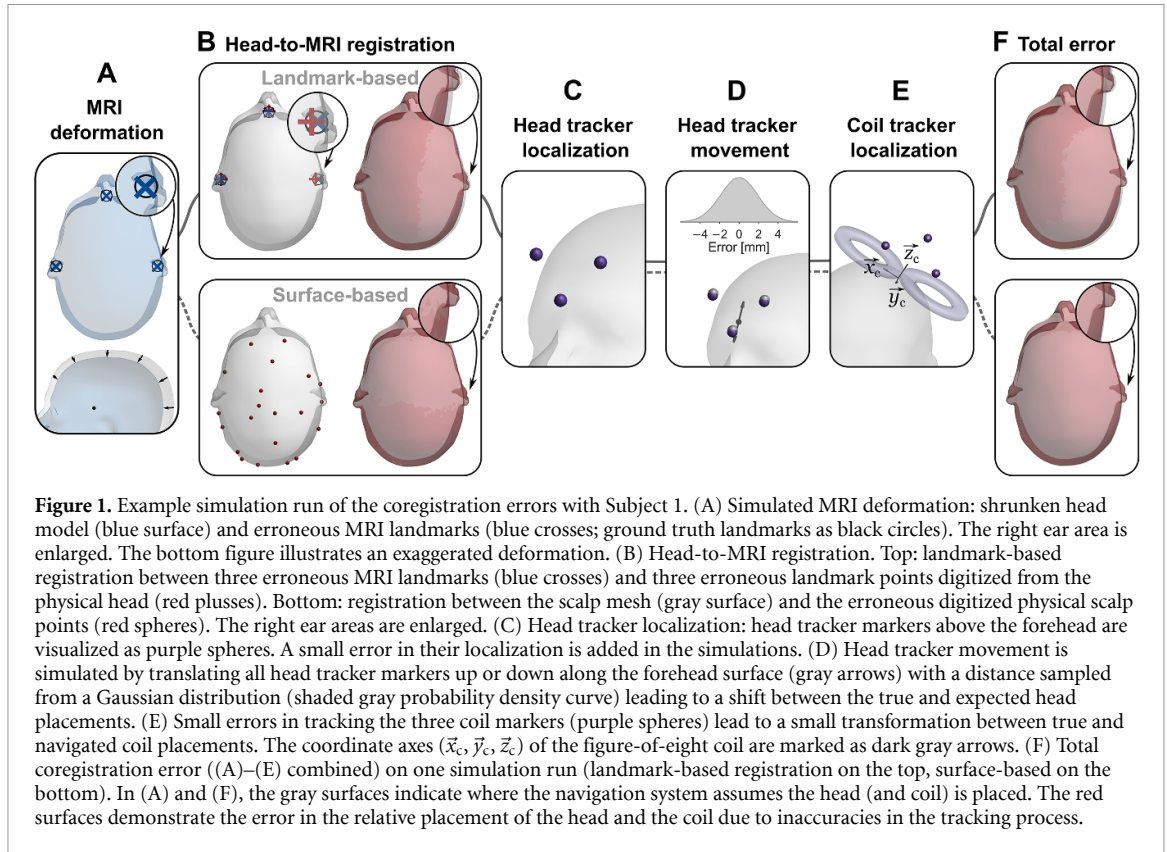 A
MRI
deformation
B Head-to-MRI registration
Landmark-based
Surface-based
C
Head tracker
localization
D
Head tracker
movement
−4 −2 0 2 4
Error [mm]
E
Coil tracker
localization
x⃗c
z⃗c
y⃗c
F Total error
Figure 1. Example simulation run of the coregistration errors with Subject 1. (A) Simulated MRI deformation: shrunken head
model (blue surface) and erroneous MRI landmarks (blue crosses; ground truth landmarks as black circles). The right ear area is
enlarged. The bottom figure illustrates an exaggerated deformation. (B) Head-to-MRI registration. Top: landmark-based
registration between three erroneous MRI landmarks (blue crosses) and three erroneous landmark points digitized from the
physical head (red plusses). Bottom: registration between the scalp mesh (gray surface) and the erroneous digitized physical scalp
points (red spheres). The right ear areas are enlarged. (C) Head tracker localization: head tracker markers above the forehead are
visualized as purple spheres. A small error in their localization is added in the simulations. (D) Head tracker movement is
simulated by translating all head tracker markers up or down along the forehead surface (gray arrows) with a distance sampled
from a Gaussian distribution (shaded gray probability density curve) leading to a shift between the true and expected head
placements. (E) Small errors in tracking the three coil markers (purple spheres) lead to a small transformation between true and
navigated coil placements. The coordinate axes (x⃗c, y⃗c, z⃗c) of the figure-of-eight coil are marked as dark gray arrows. (F) Total
coregistration error ((A)–(E) combined) on one simulation run (landmark-based registration on the top, surface-based on the
bottom). In (A) and (F), the gray surfaces indicate where the navigation system assumes the head (and coil) is placed. The red
surfaces demonstrate the error in the relative placement of the head and the coil due to inaccuracies in the tracking process.